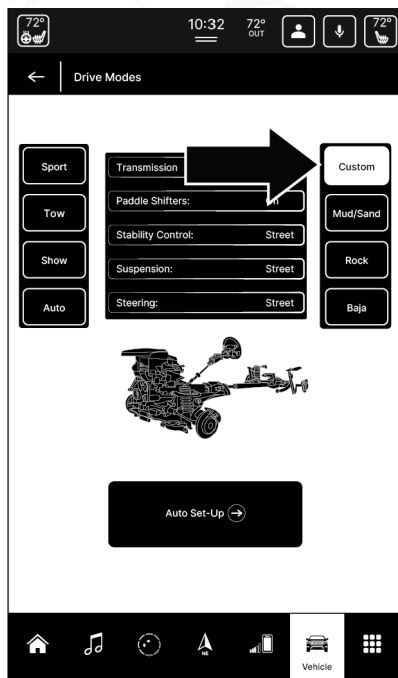 72°
10:32
72°
OUT
72°
Drive Modes
Sport
Tow
Show
Auto
Transmission
Paddle Shifters:
Stability Control: Street
Suspension: Street
Steering: Street
Custom
Mud/Sand
Rock
Baja
Auto Set-Up
NE
Vehicle